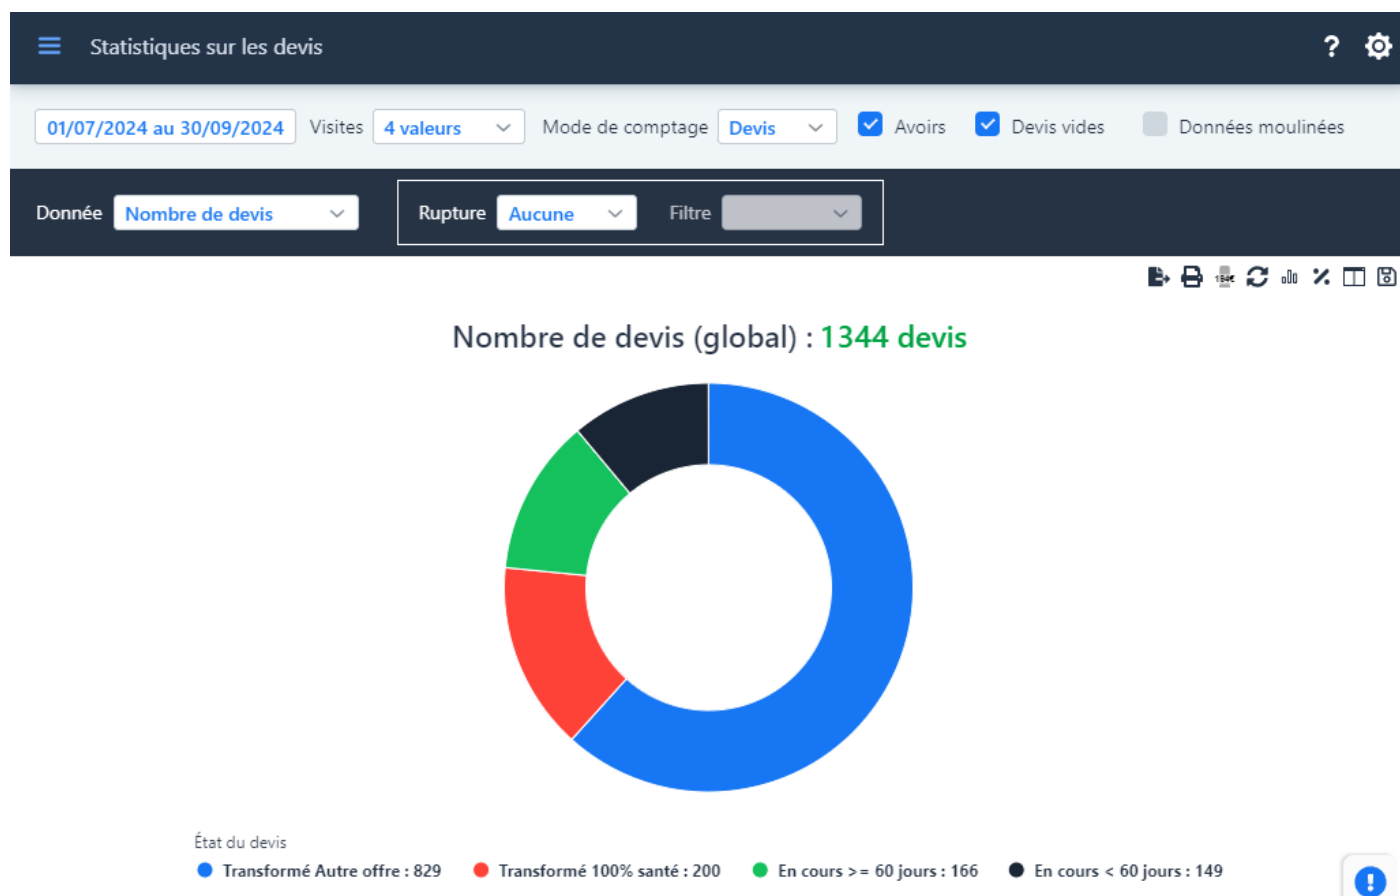 Statistiques sur les devis ?
01/07/2024 au 30/09/2024 Visites 4 valeurs Mode de comptage Devis Avoirs Devis vides Données moulinées
Donnée Nombre de devis Rupture Aucune Filtre
184€
Nombre de devis (global) : 1344 devis
État du devis
Transformé Autre offre : 829 Transformé 100% santé : 200 En cours >= 60 jours : 166 En cours < 60 jours : 149